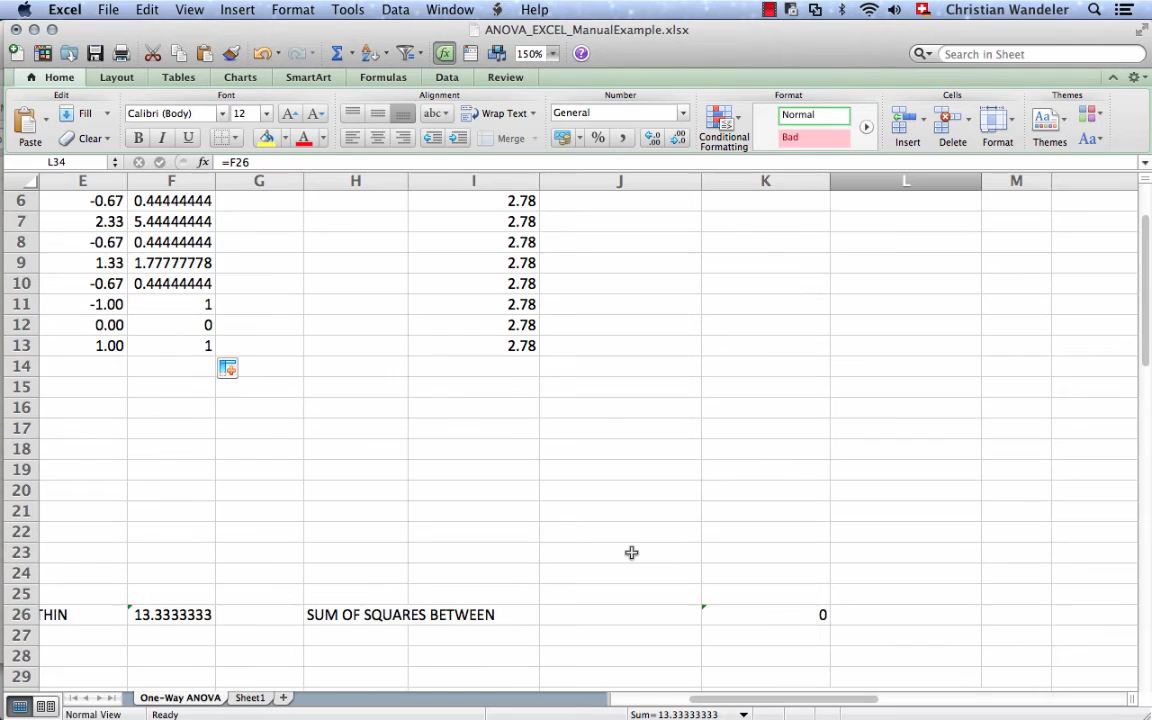 Excel File Edit View Insert Format Tools Data Window Help Christian Wandeler
ANOVA_EXCEL_ManualExample.xlsx
150% Search in Sheet
Home Layout Tables Charts SmartArt Formulas Data Review
Edit Font Alignment Number Format Cells Themes
Paste Fill Clear Calibri (Body) 12 A A abc Wrap Text General Normal
B I U A Merge % , .0 .00 Conditional Formatting Bad Insert Delete Format Themes Aa
L34 fx =F26
E F G H I J K L M
6 -0.67 0.44444444 2.78
7 2.33 5.44444444 2.78
8 -0.67 0.44444444 2.78
9 1.33 1.77777778 2.78
10 -0.67 0.44444444 2.78
11 -1.00 1 2.78
12 0.00 0 2.78
13 1.00 1 2.78
14
15
16
17
18
19
20
21
22
23
24
25
26 THIN 13.3333333 SUM OF SQUARES BETWEEN 0
27
28
29
One-Way ANOVA Sheet1
Normal View Ready Sum=13.33333333